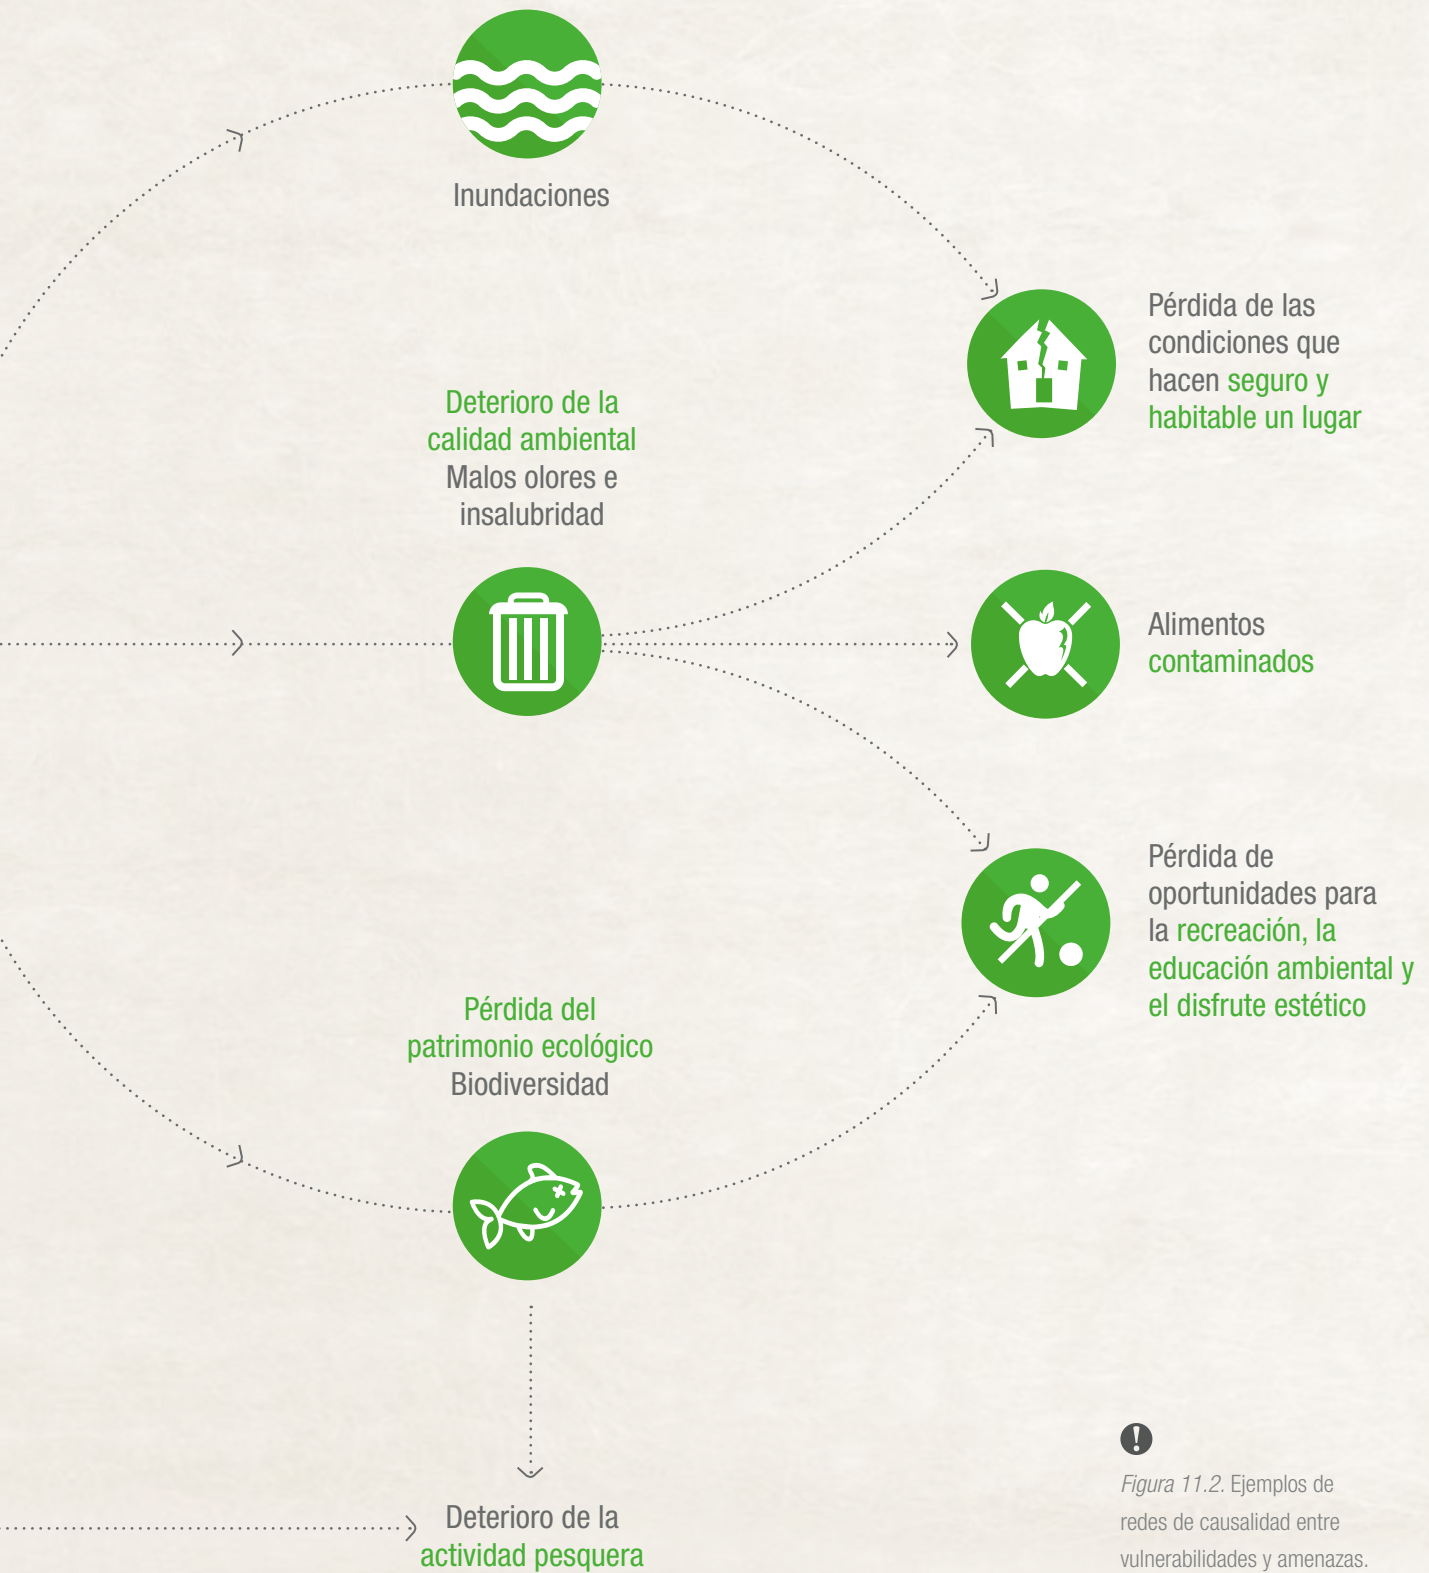 Inundaciones
Pérdida de las
condiciones que
hacen seguro y
habitable un lugar
Deterioro de la
calidad ambiental
Malos olores e
insalubridad
Alimentos
contaminados
Pérdida de
oportunidades para
la recreación, la
educación ambiental y
el disfrute estético
Pérdida del
patrimonio ecológico
Biodiversidad
Deterioro de la
actividad pesquera
Figura 11.2. Ejemplos de
redes de causalidad entre
vulnerabilidades y amenazas.